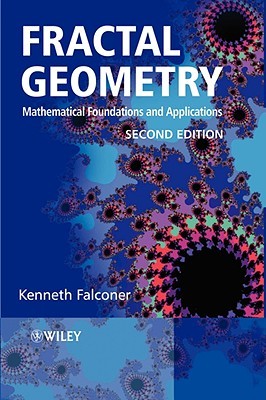 FRACTAL
GEOMETRY
Mathematical Foundations and Applications
SECOND EDITION
Kenneth Falconer
WILEY